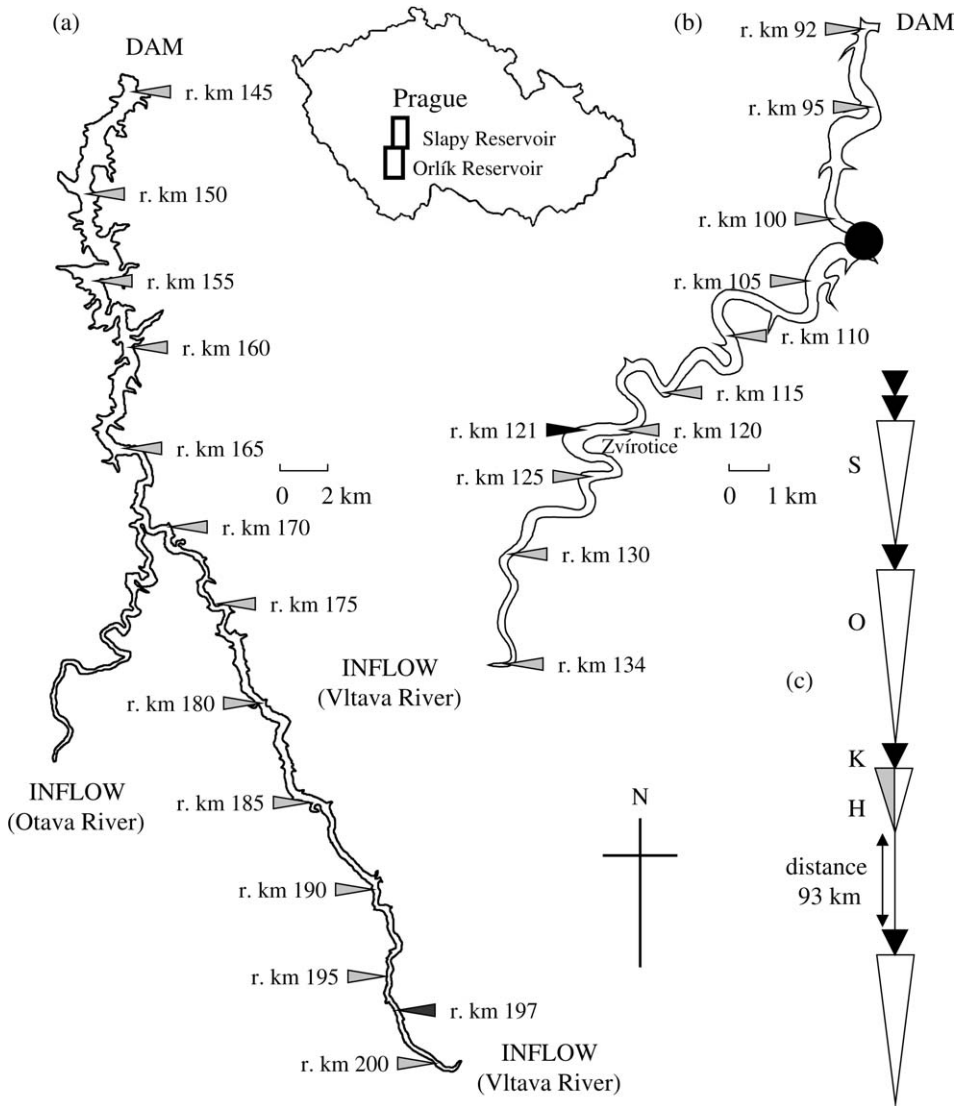 (a)
DAM
r. km 145
r. km 150
r. km 155
r. km 160
r. km 165
0 2 km
r. km 170
r. km 175
r. km 180
r. km 185
r. km 190
r. km 195
r. km 197
r. km 200
INFLOW
(Otava River)
INFLOW
(Vltava River)
Prague
Slapy Reservoir
Orlík Reservoir
(b)
DAM
r. km 92
r. km 95
r. km 100
r. km 105
r. km 110
r. km 115
r. km 121
r. km 120
Zvírotice
r. km 125
0 1 km
r. km 130
r. km 134
INFLOW
(Vltava River)
N
(c)
S
O
K
H
distance
93 km